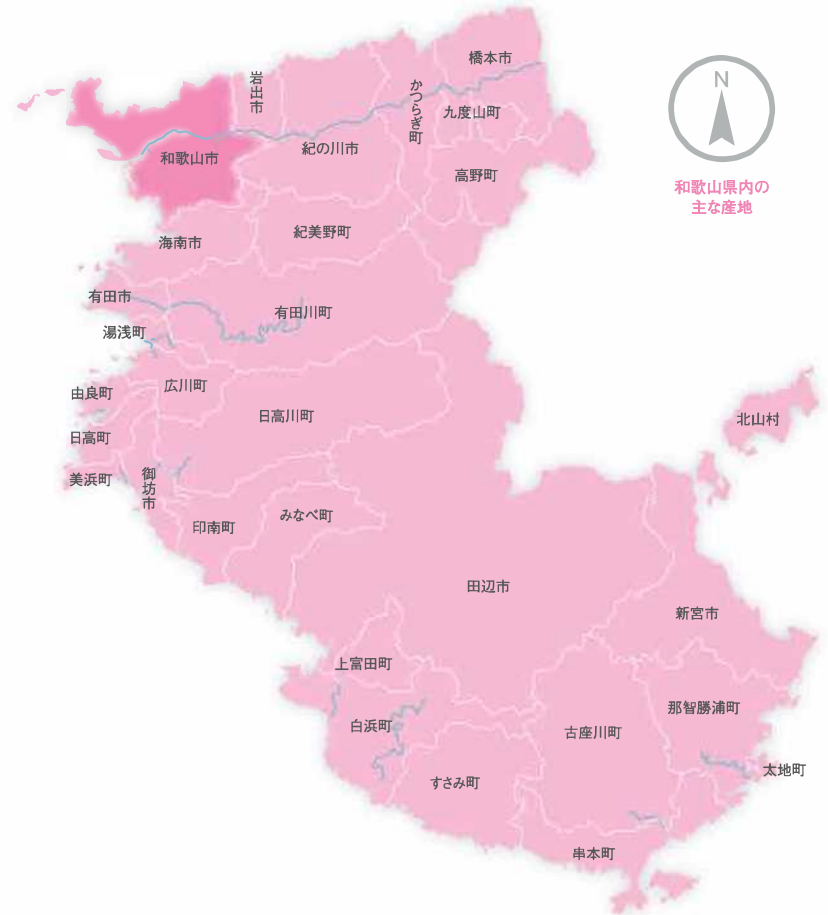 橋本市
岩出市
かつらぎ町
九度山町
和歌山市
紀の川市
高野町
海南市
紀美野町
有田市
有田川町
湯浅町
広川町
由良町
日高川町
日高町
美浜町
御坊市
印南町
みなべ町
田辺市
北山村
新宮市
上富田町
白浜町
那智勝浦町
古座川町
すさみ町
太地町
串本町
N
和歌山県内の
主な産地